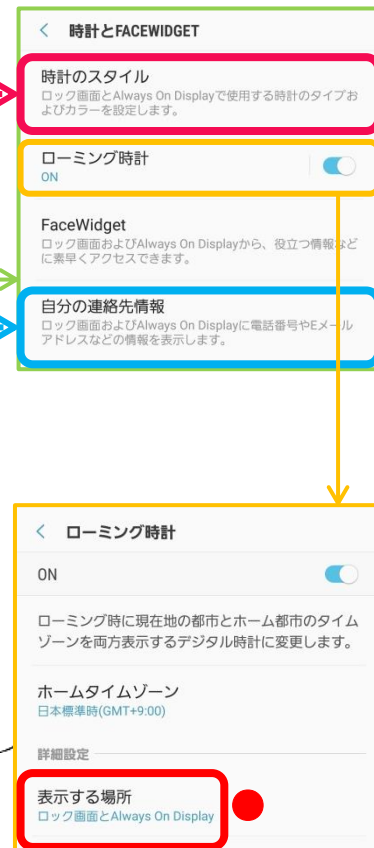 時計とFACEWIDGET
時計のスタイル
ロック画面とAlways On Displayで使用する時計のタイプお
よびカラーを設定します。
ローミング時計
ON
FaceWidget
ロック画面およびAlways On Displayから、役立つ情報など
に素早くアクセスできます。
自分の連絡先情報
ロック画面およびAlways On Displayに電話番号やEメール
アドレスなどの情報を表示します。
ローミング時計
ON
ローミング時に現在地の都市とホーム都市のタイム
ゾーンを両方表示するデジタル時計に変更します。
ホームタイムゾーン
日本標準時(GMT+9:00)
詳細設定
表示する場所
ロック画面とAlways On Display